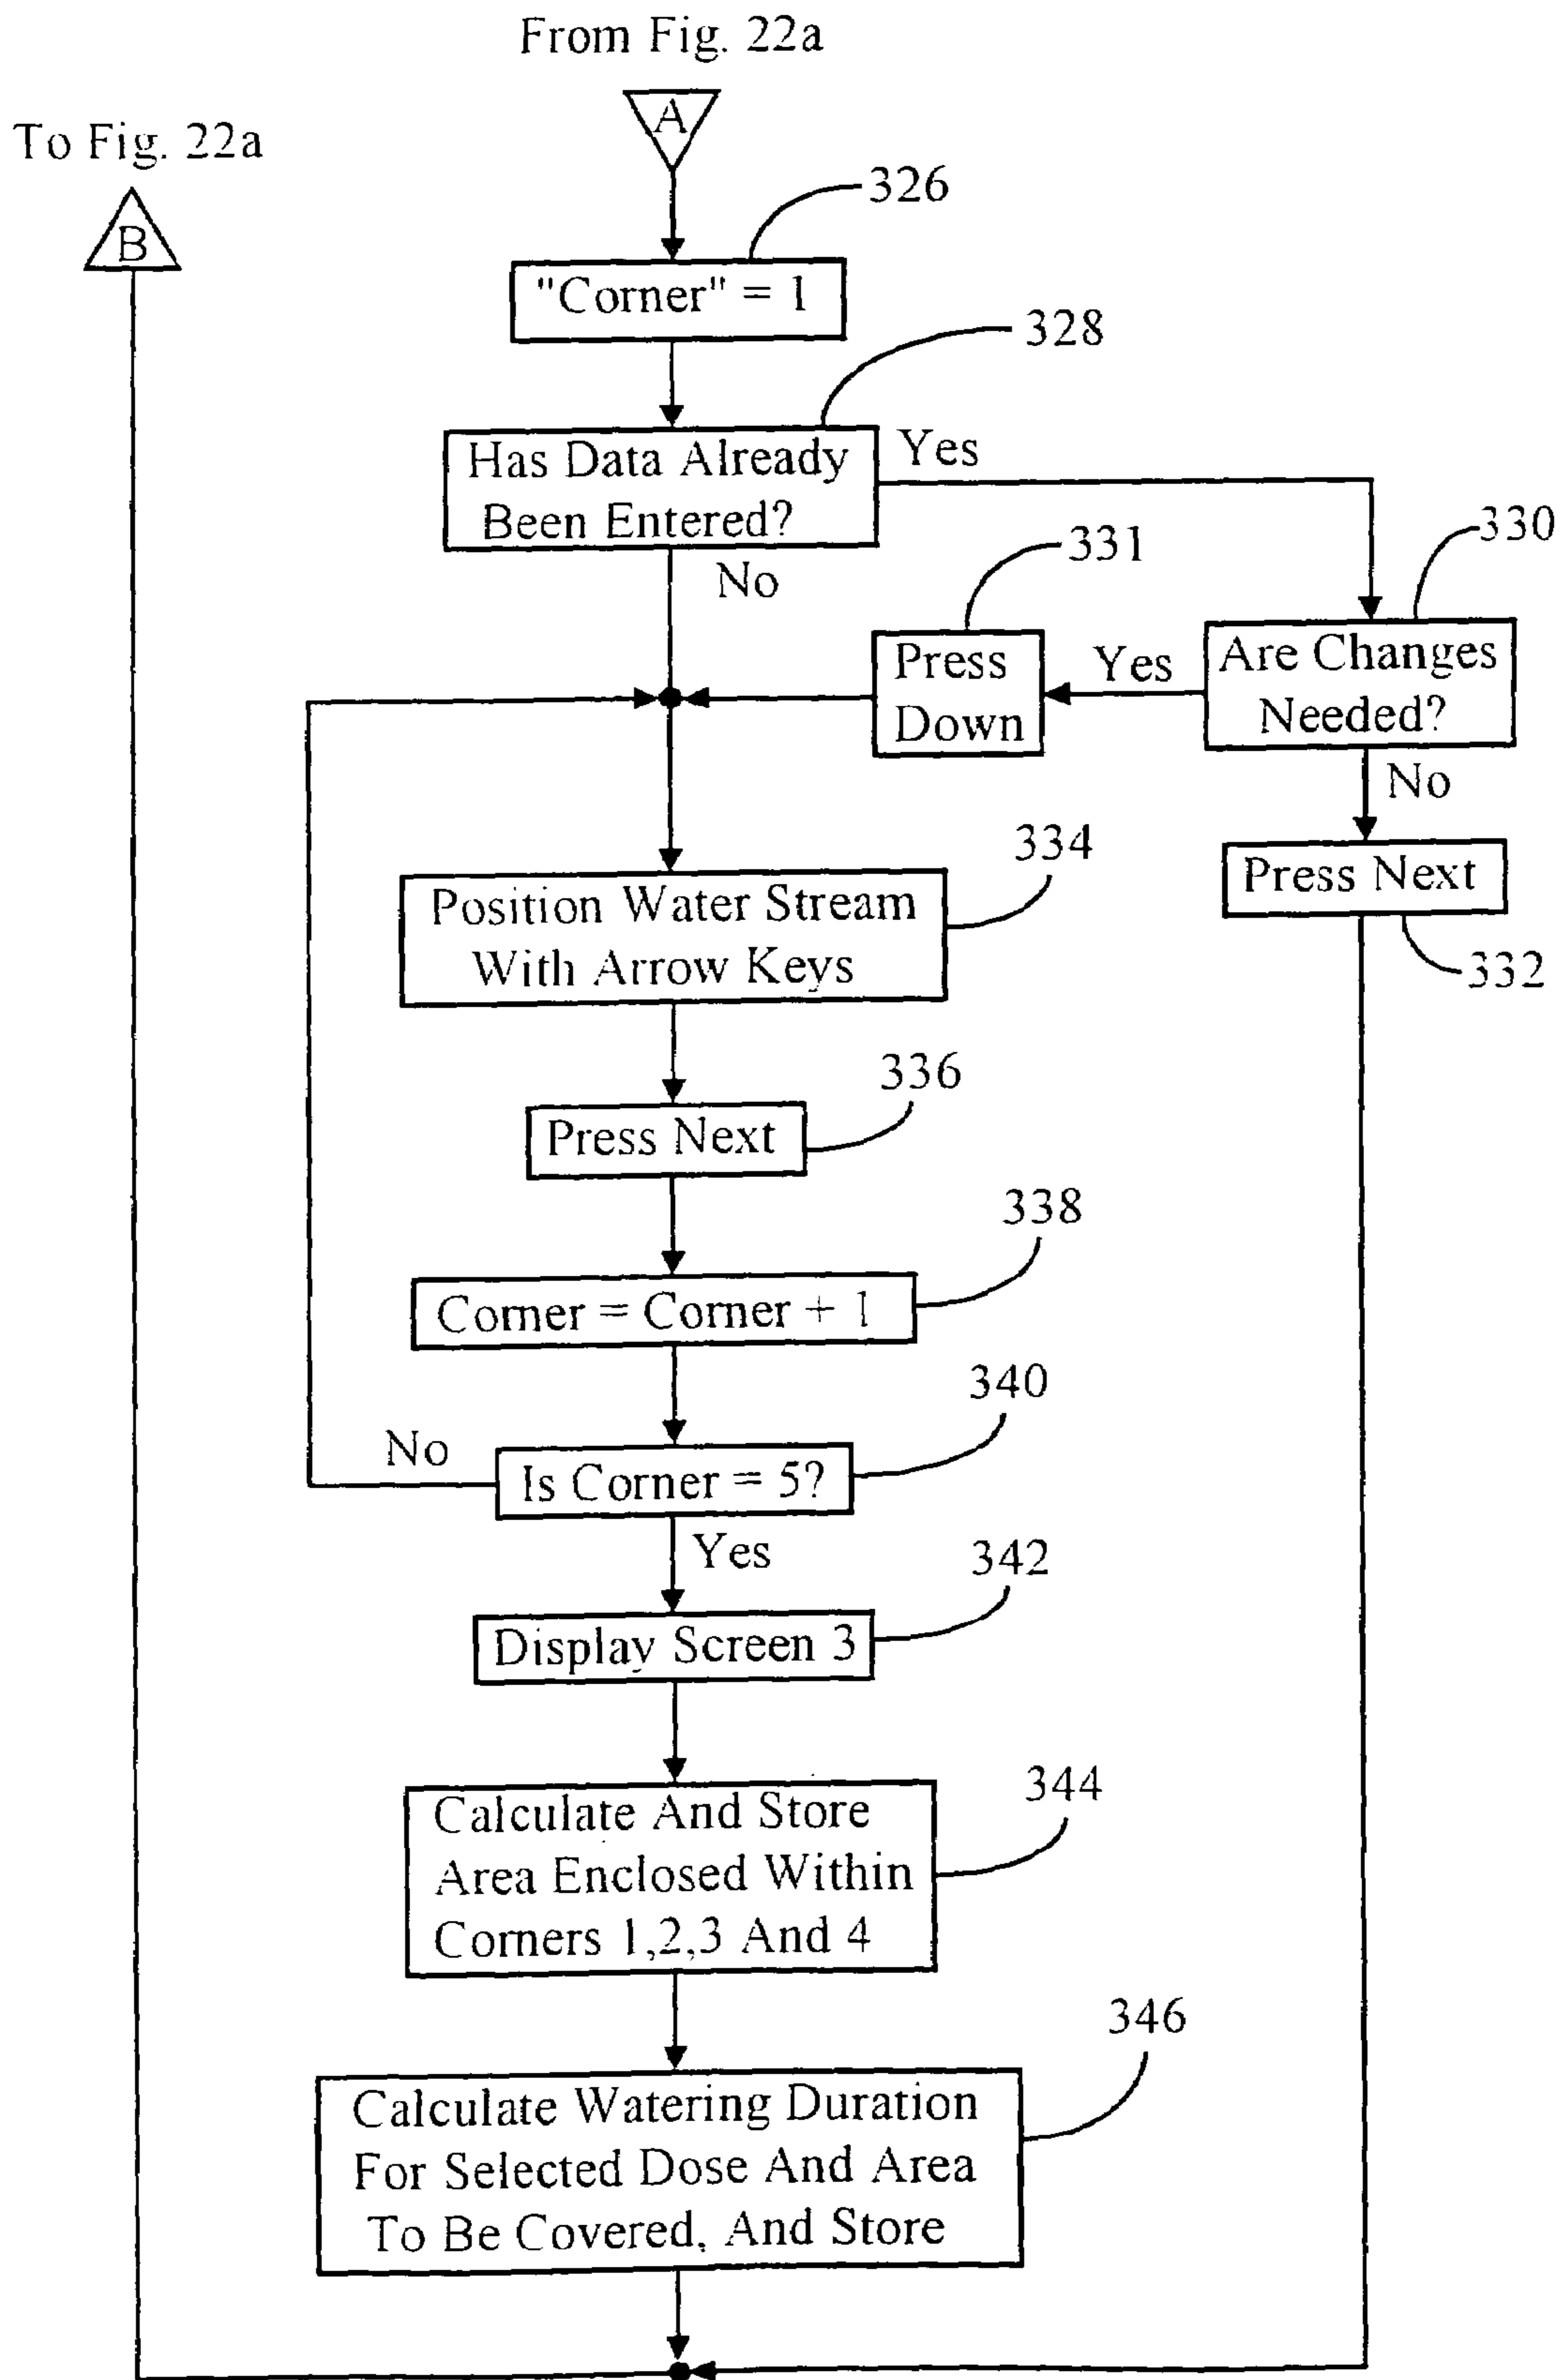 From Fig. 22a
A
To Fig. 22a
B
326
"Corner" = 1
328
Has Data Already
Been Entered?
Yes
No
330
331
Press
Down
Yes
Are Changes
Needed?
No
Press Next
332
334
Position Water Stream
With Arrow Keys
336
Press Next
338
Corner = Corner + 1
340
No
Is Corner = 5?
Yes
342
Display Screen 3
344
Calculate And Store
Area Enclosed Within
Corners 1,2,3 And 4
346
Calculate Watering Duration
For Selected Dose And Area
To Be Covered, And Store